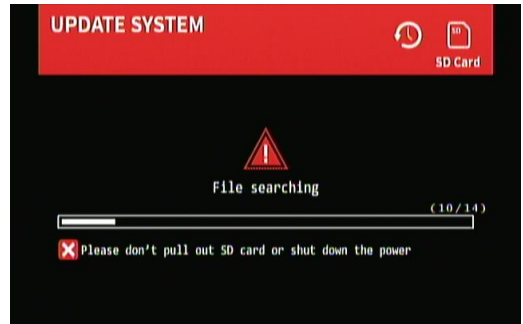 UPDATE SYSTEM
SD
SD Card
File searching
(10/14)
Please don't pull out SD card or shut down the power